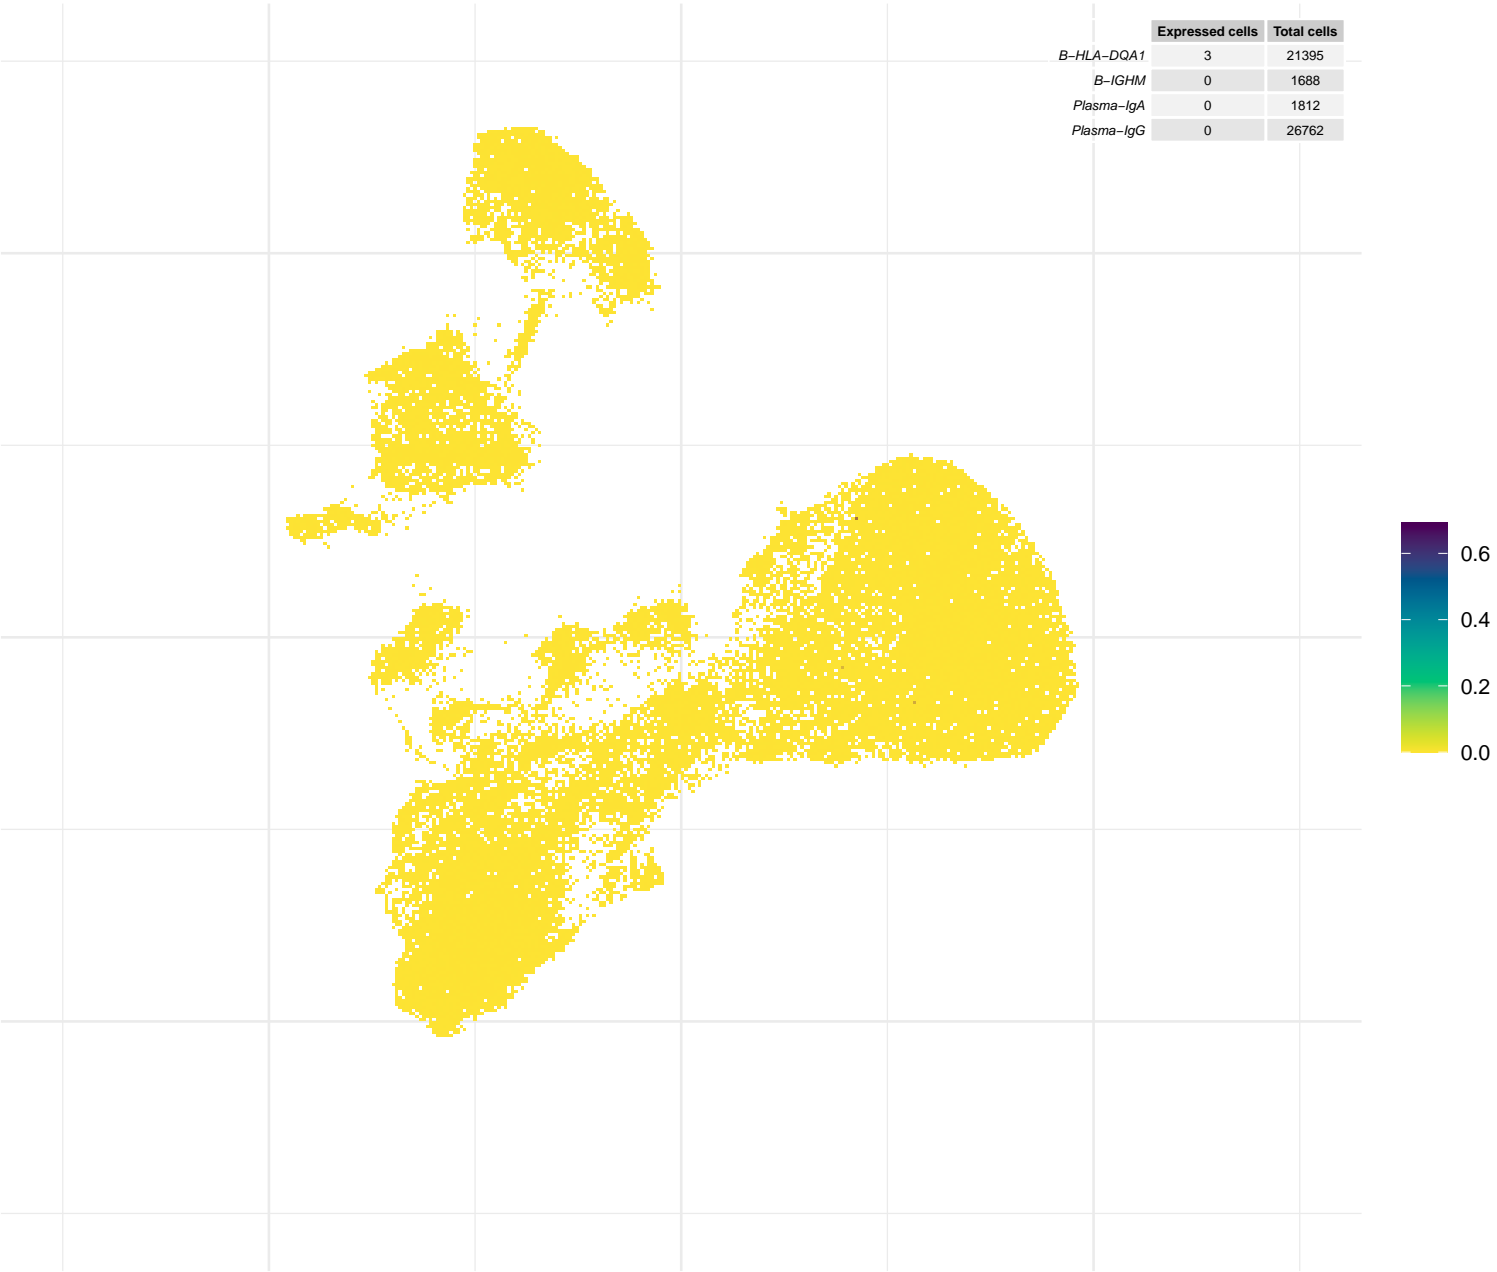 Expressed cells Total cells
B−HLA−DQA1 3 21395
B−IGHM 0 1688
Plasma−IgA 0 1812
Plasma−IgG 0 26762
0.6
0.4
0.2
0.0